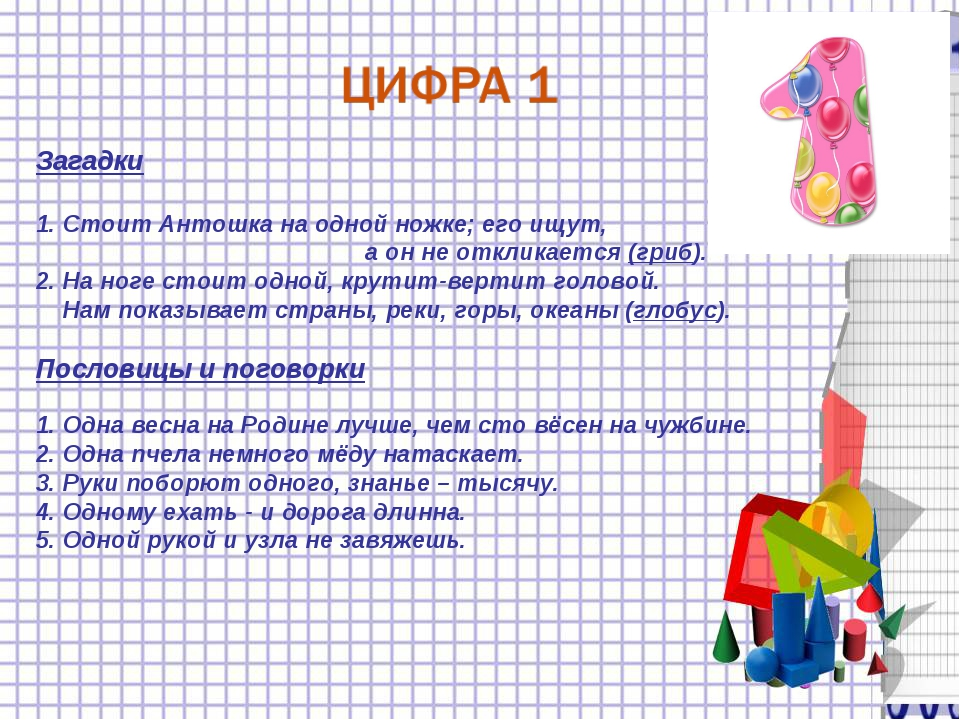 ЦИФРА 1
1
Загадки
1. Стоит Антошка на одной ножке; его ищут,
а он не откликается (гриб).
2. На ноге стоит одной, крутит-вертит головой.
Нам показывает страны, реки, горы, океаны (глобус).
Пословицы и поговорки
1. Одна весна на Родине лучше, чем сто вёсен на чужбине.
2. Одна пчела немного мёду натаскает.
3. Руки поборют одного, знанье – тысячу.
4. Одному ехать - и дорога длинна.
5. Одной рукой и узла не завяжешь.